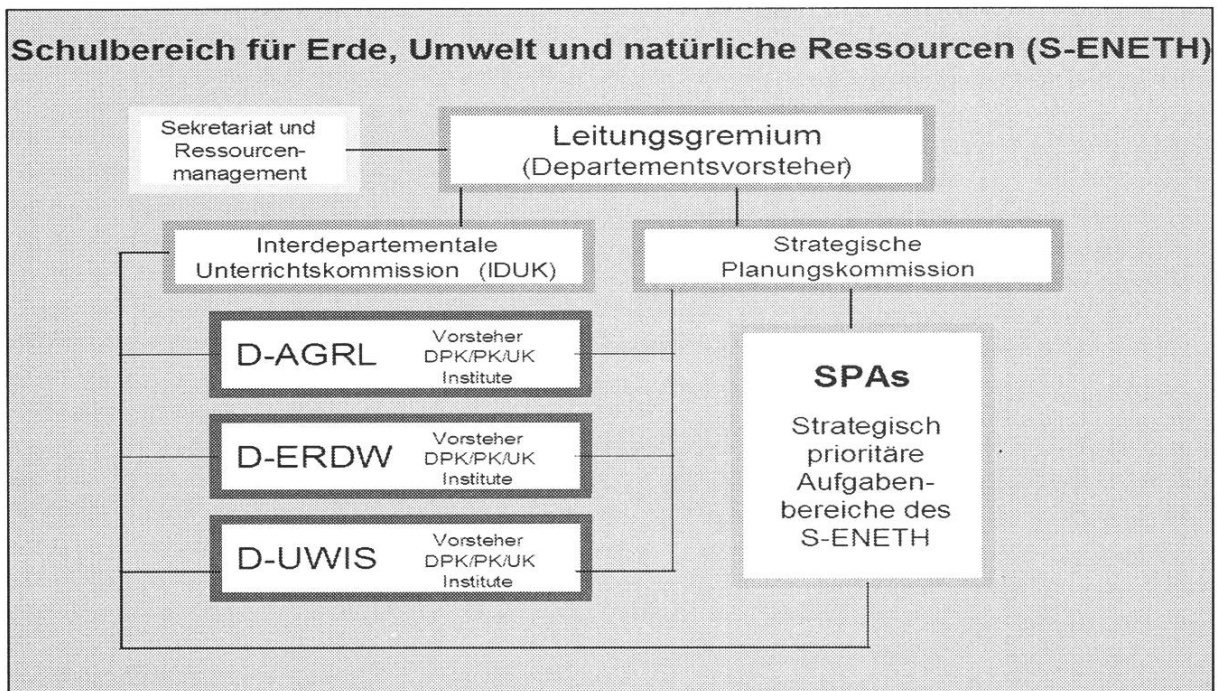 Schulbereich für Erde, Umwelt und natürliche Ressourcen (S-ENETH)
Sekretariat und
Ressourcen-
management
Leitungsgremium
(Departementsvorsteher)
Interdepartementale
Unterrichtskommission (IDUK)
Strategische
Planungskommission
D-AGRL
Vorsteher
DPK/PK/UK
Institute
D-ERDW
Vorsteher
DPK/PK/UK
Institute
D-UWIS
Vorsteher
DPK/PK/UK
Institute
SPAs
Strategisch
prioritäre
Aufgaben-
bereiche des
S-ENETH